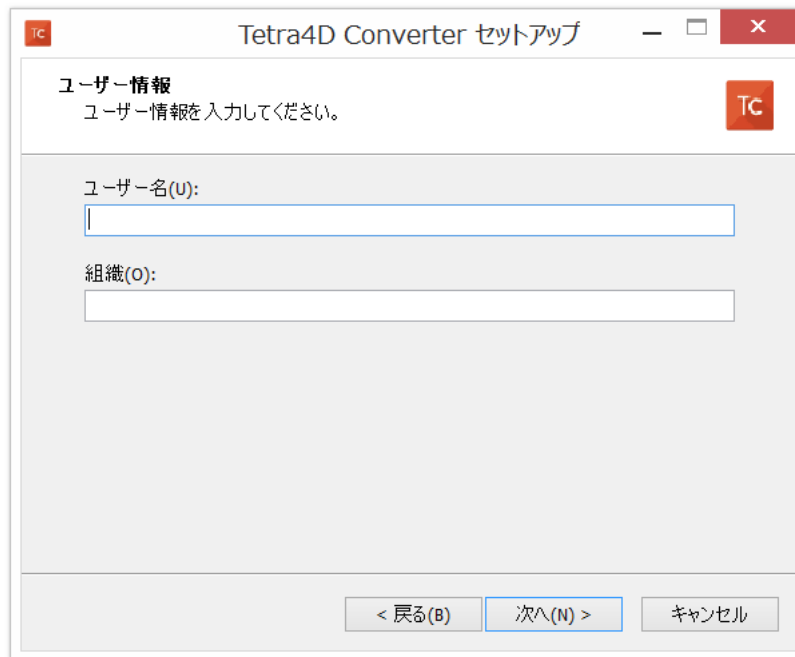 TC
Tetra4D Converter セットアップ
ユーザー情報
ユーザー情報を入力してください。
TC
ユーザー名(U):
組織(O):
< 戻る(B)
次へ(N) >
キャンセル